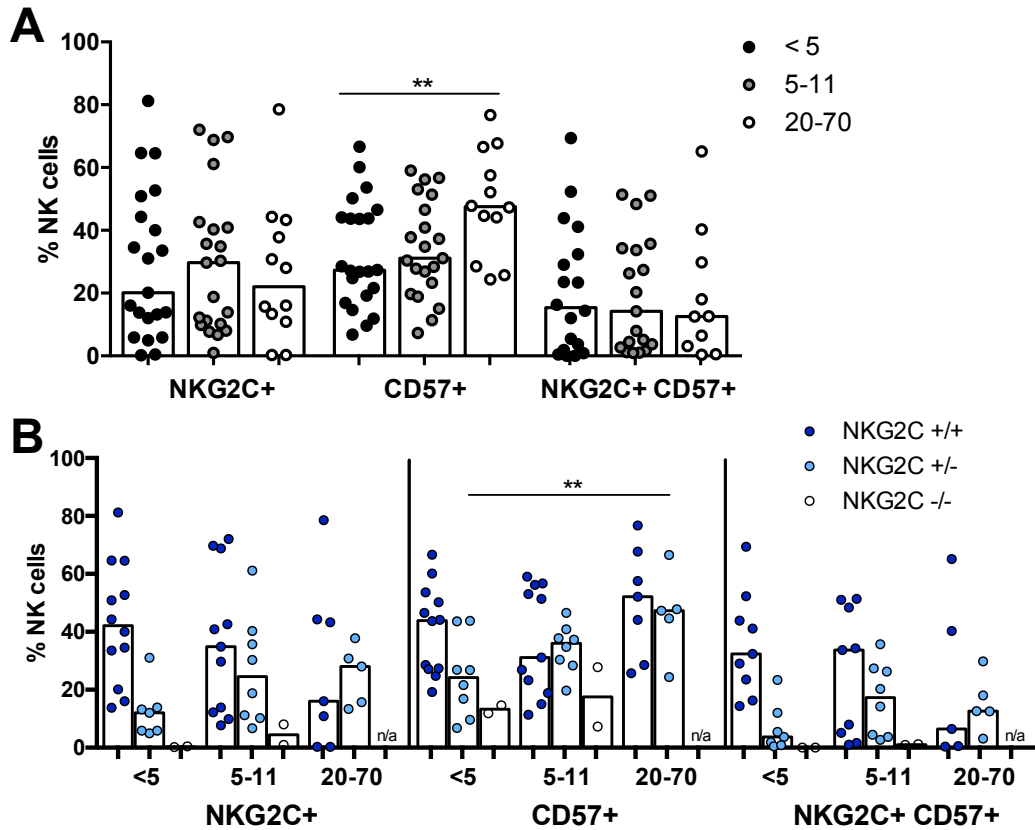 A
100
80
60
40
20
0
% NK cells
**
< 5
5-11
20-70
NKG2C+ CD57+ NKG2C+ CD57+
B
100
80
60
40
20
0
% NK cells
**
NKG2C +/+
NKG2C +/-
NKG2C -/-
n/a n/a n/a
<5 5-11 20-70 <5 5-11 20-70 <5 5-11 20-70
NKG2C+ CD57+ NKG2C+ CD57+